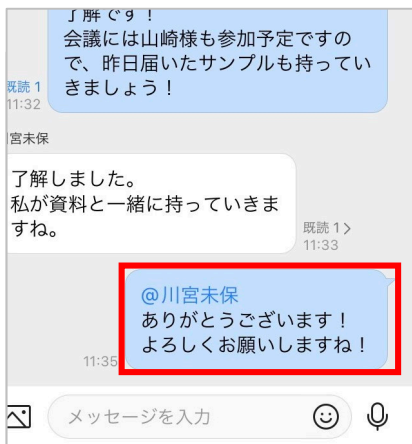 了解です！
会議には山崎様も参加予定ですの
で、昨日届いたサンプルも持ってい
きましょう！
既読 1
11:32
宮未保
了解しました。
私が資料と一緒に持っていきま
すね。
既読 1
11:33
@川宮未保
ありがとうございます！
よろしくお願いしますね！
11:35
メッセージを入力